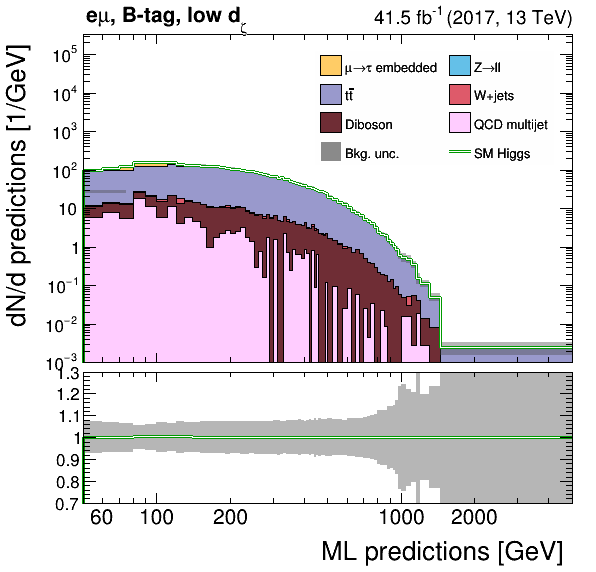 eμ, B-tag, low dζ 41.5 fb⁻¹ (2017, 13 TeV)
dN/d predictions [1/GeV]
10⁵
10⁴
10³
10²
10
1
10⁻¹
10⁻²
10⁻³
μ→τ embedded Z→ll
tt̄ W+jets
Diboson QCD multijet
Bkg. unc. SM Higgs
1.3
1.2
1.1
1
0.9
0.8
0.7
60 100 200 1000 2000
ML predictions [GeV]